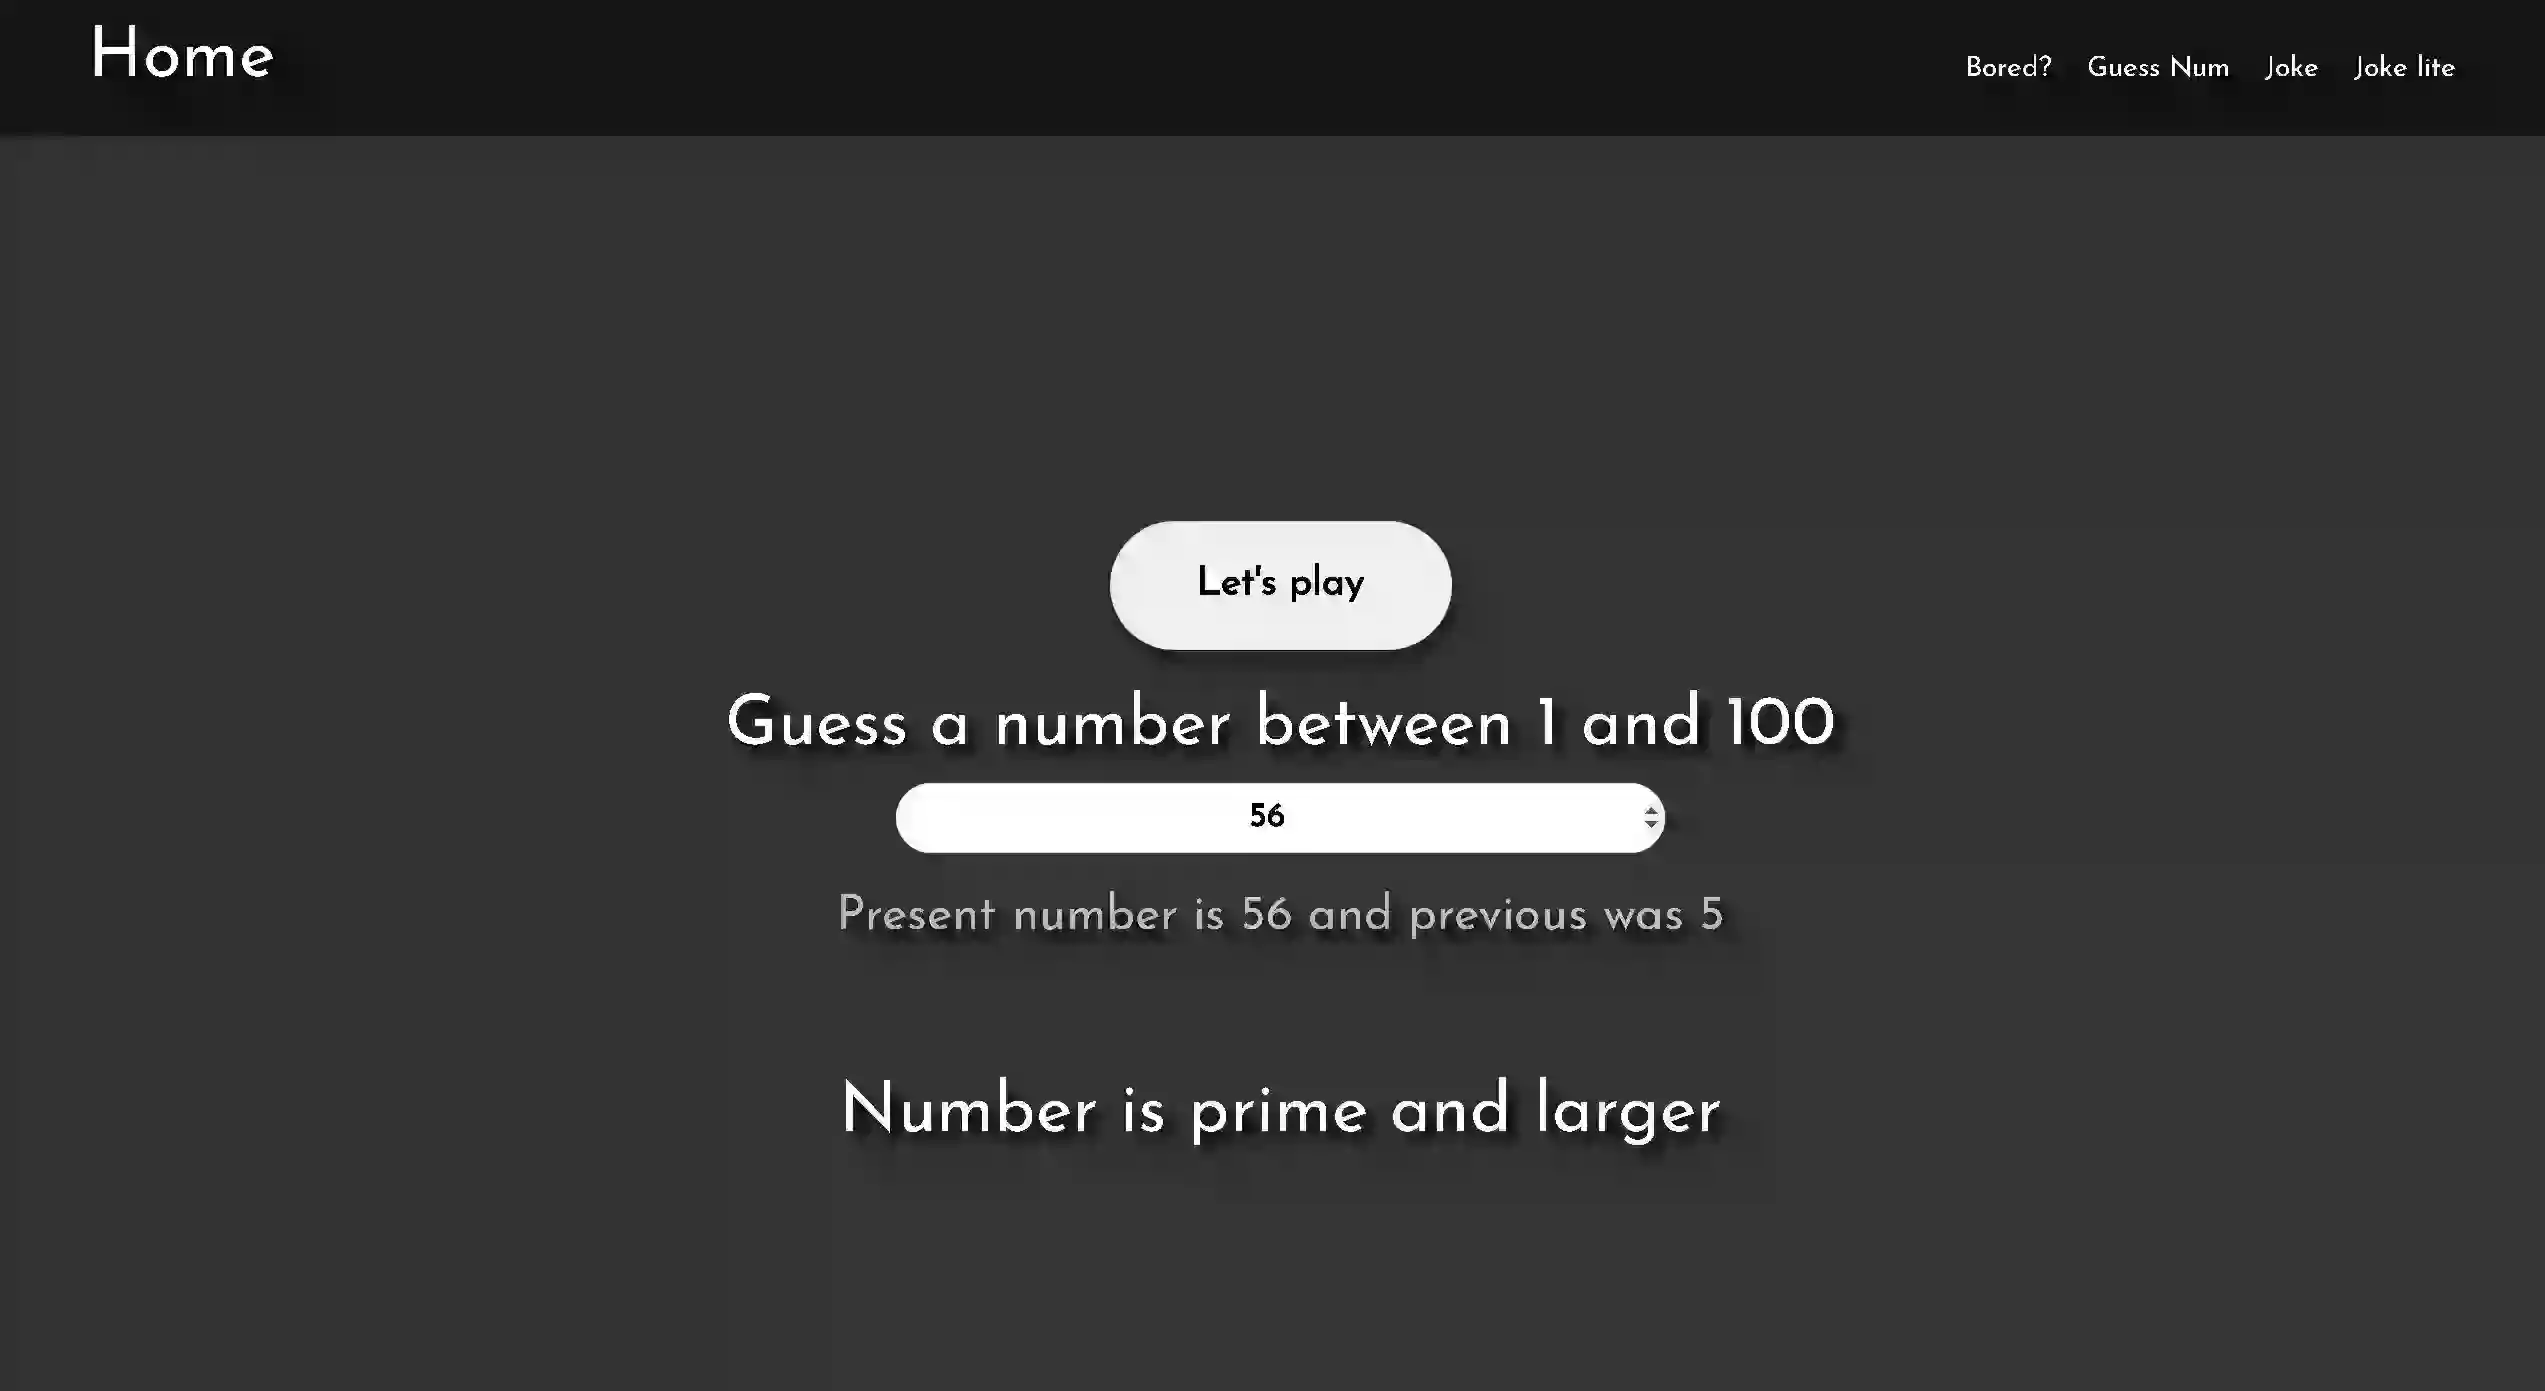 Home
Bored? Guess Num Joke Joke lite
Let's play
Guess a number between 1 and 100
56
Present number is 56 and previous was 5
Number is prime and larger